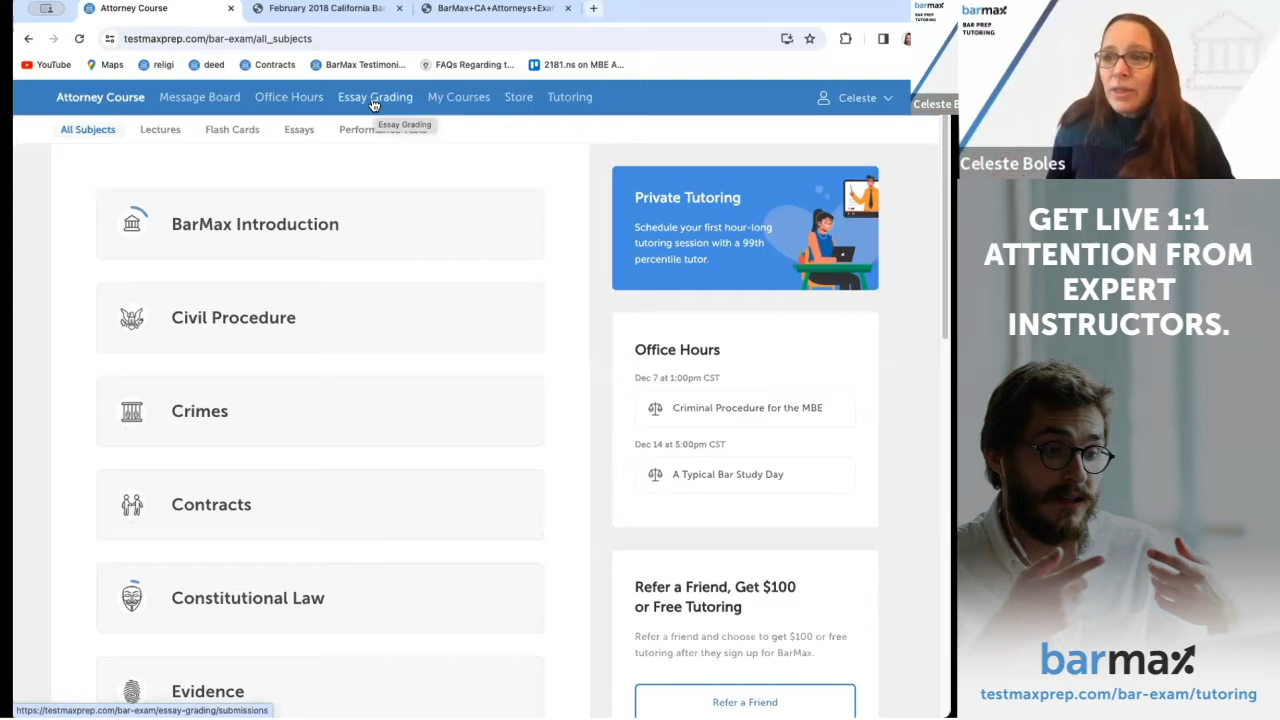 Attorney Course
February 2018 California Bar
BarMax+CA+Attorneys+Exam
testmaxprep.com/bar-exam/all_subjects
YouTube
Maps
religi
deed
Contracts
BarMax Testimoni...
FAQs Regarding t...
2181.ns on MBE A...
Attorney Course
Message Board
Office Hours
Essay Grading
My Courses
Store
Tutoring
Celeste
Essay Grading
All Subjects
Lectures
Flash Cards
Essays
BarMax Introduction
Civil Procedure
Crimes
Contracts
Constitutional Law
Evidence
https://testmaxprep.com/bar-exam/essay-grading/submissions
Private Tutoring
Schedule your first hour-long
tutoring session with a 99th
percentile tutor.
Office Hours
Dec 7 at 1:00pm CST
Criminal Procedure for the MBE
Dec 14 at 5:00pm CST
A Typical Bar Study Day
Refer a Friend, Get $100
or Free Tutoring
Refer a friend and choose to get $100 or free
tutoring after they sign up for BarMax.
Refer a Friend
barmax
BAR PREP
TUTORING
Celeste B
barmax
BAR PREP
TUTORING
Celeste Boles
GET LIVE 1:1
ATTENTION FROM
EXPERT
INSTRUCTORS.
barmax
testmaxprep.com/bar-exam/tutoring